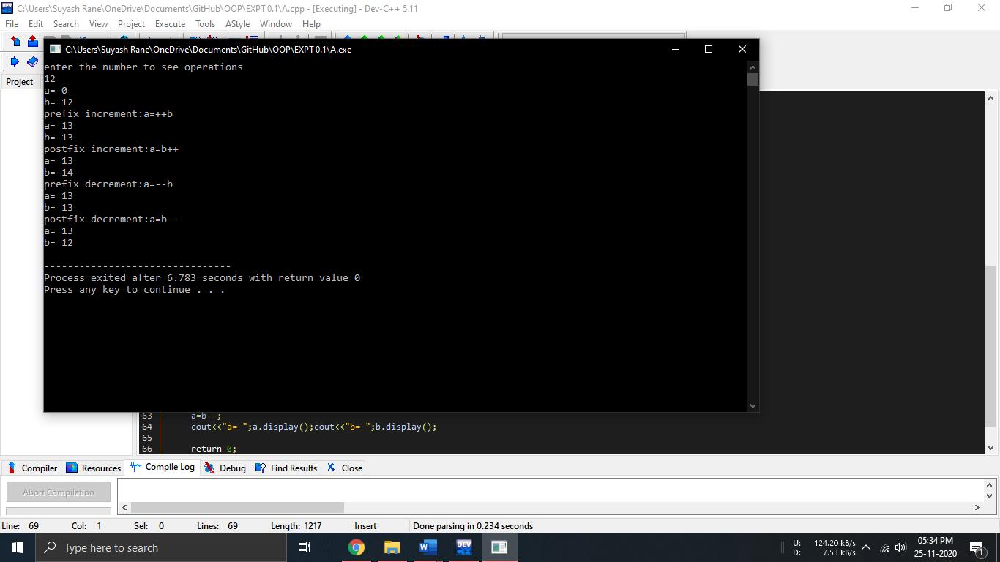 C:\Users\Suyash Rane\OneDrive\Documents\GitHub\OOP\EXPT 0.1\A.cpp - [Executing] - Dev-C++ 5.11
File Edit Search View Project Execute Tools AStyle Window Help
C:\Users\Suyash Rane\OneDrive\Documents\GitHub\OOP\EXPT 0.1\A.exe
Project
enter the number to see operations
12
a= 0
b= 12
prefix increment:a=++b
a= 13
b= 13
postfix increment:a=b++
a= 13
b= 14
prefix decrement:a=--b
a= 13
b= 13
postfix decrement:a=b--
a= 13
b= 12
--------------------------------
Process exited after 6.783 seconds with return value 0
Press any key to continue . . .
63 a=b--;
64 cout<<"a= ";a.display();cout<<"b= ";b.display();
65
66 return 0;
Compiler Resources Compile Log Debug Find Results Close
Abort Compilation
Line: 69 Col: 1 Sel: 0 Lines: 69 Length: 1217 Insert Done parsing in 0.234 seconds
Type here to search
DEV
U: 124.20 kB/s
D: 7.53 kB/s
05:34 PM
25-11-2020
1